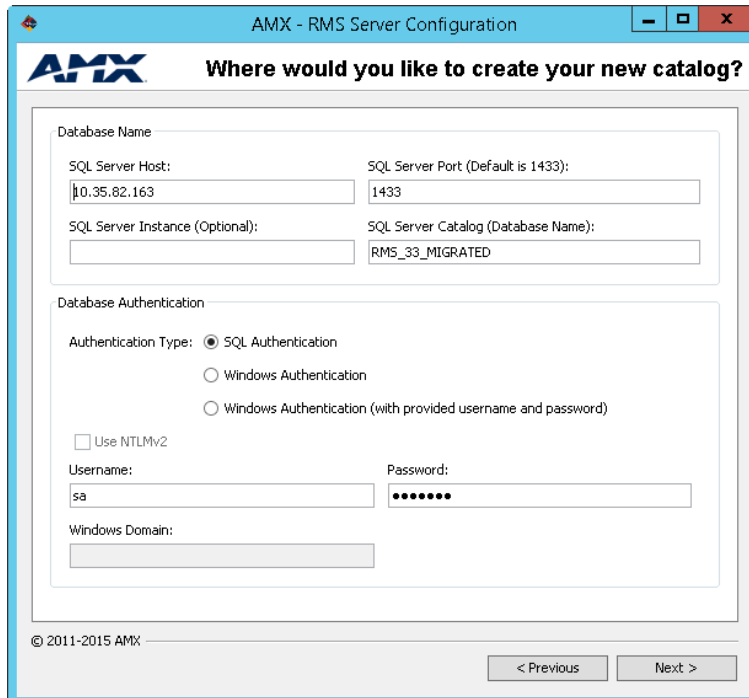 AMX - RMS Server Configuration
AMX
Where would you like to create your new catalog?
Database Name
SQL Server Host:
SQL Server Port (Default is 1433):
10.35.82.163
1433
SQL Server Instance (Optional):
SQL Server Catalog (Database Name):
RMS_33_MIGRATED
Database Authentication
Authentication Type:
SQL Authentication
Windows Authentication
Windows Authentication (with provided username and password)
Use NTLMv2
Username:
Password:
sa
•••••••
Windows Domain:
© 2011-2015 AMX
< Previous
Next >